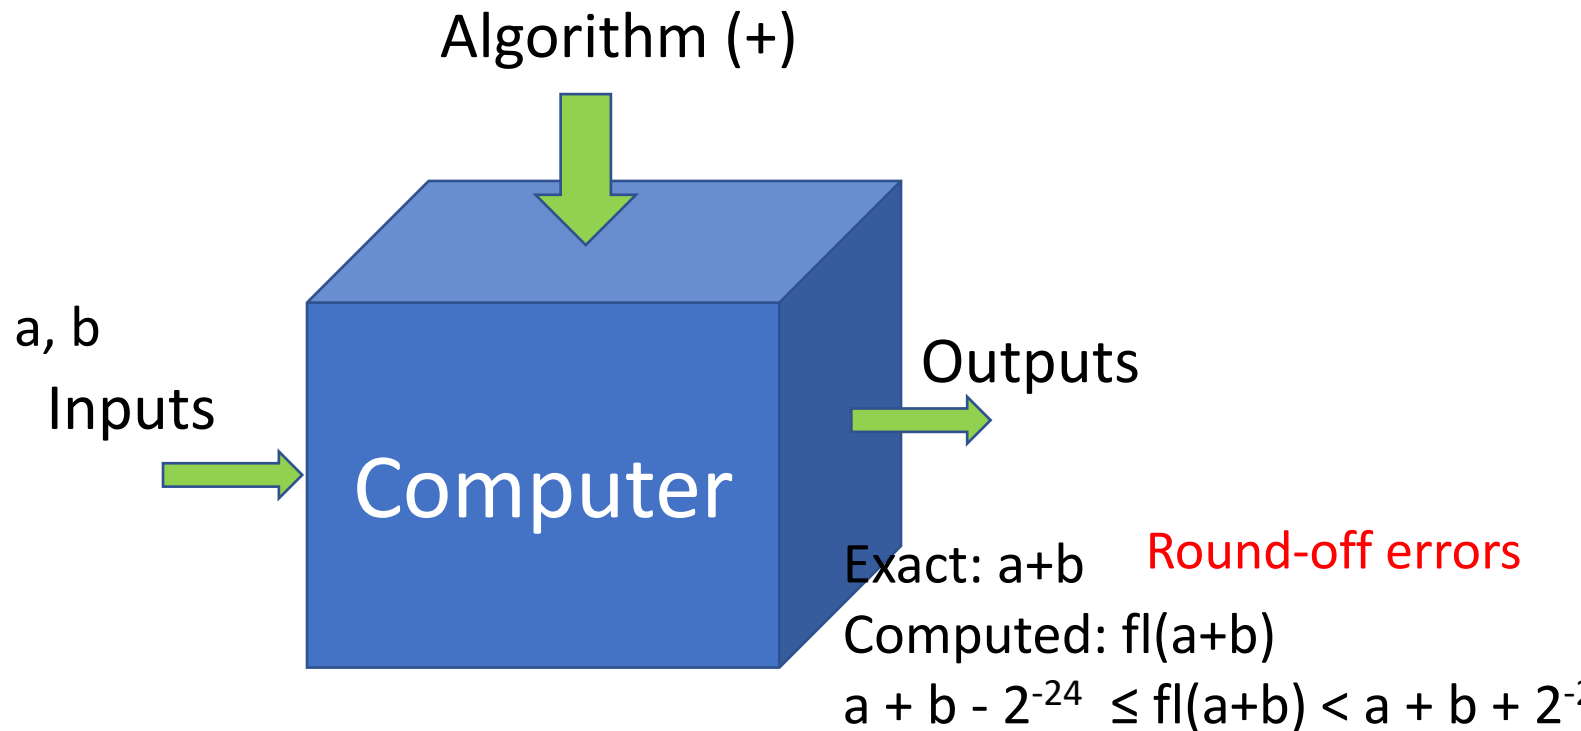 Algorithm (+)
a, b
Inputs
Outputs
Computer
Exact: a+b
Round-off errors
Computed: fl(a+b)
a + b - 2⁻²⁴ ≤ fl(a+b) < a + b + 2